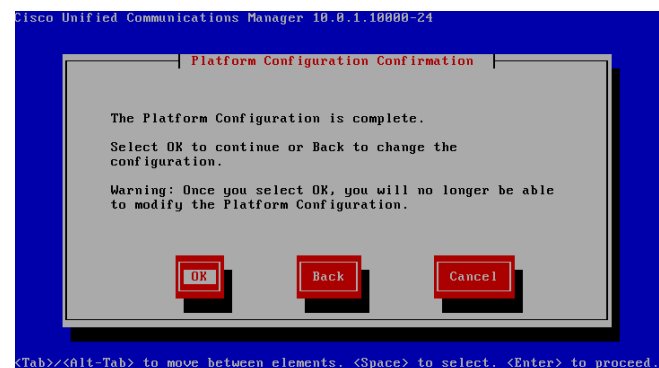 Cisco Unified Communications Manager 10.0.1.10000-24
Platform Configuration Confirmation
The Platform Configuration is complete.
Select OK to continue or Back to change the
configuration.
Warning: Once you select OK, you will no longer be able
to modify the Platform Configuration.
OK Back Cancel
<Tab>/<Alt-Tab> to move between elements. <Space> to select. <Enter> to proceed.